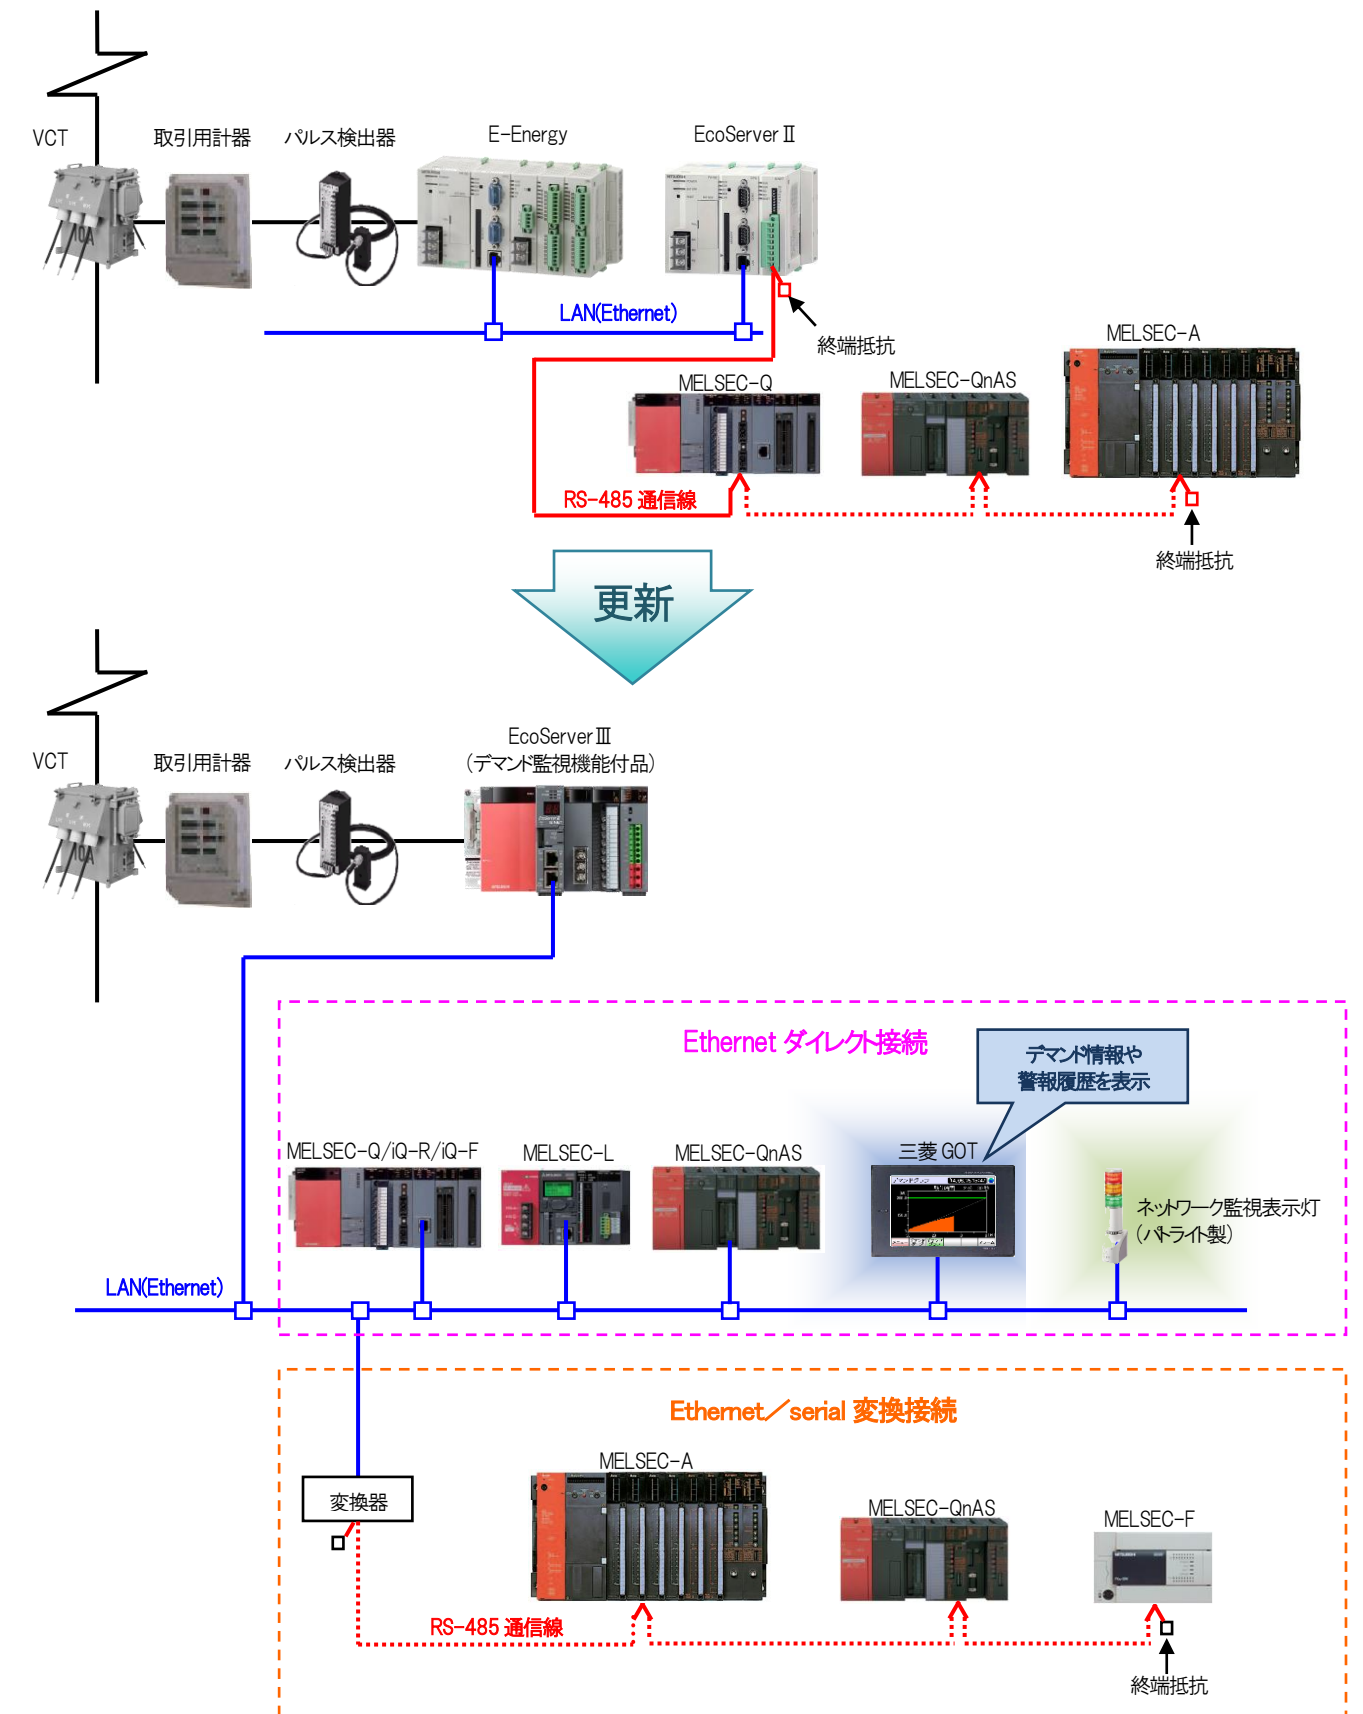 VCT
取引用計器
パルス検出器
E-Energy
EcoServerⅡ
LAN(Ethernet)
終端抵抗
MELSEC-A
MELSEC-Q
MELSEC-QnAS
RS-485 通信線
終端抵抗
更新
VCT
取引用計器
パルス検出器
EcoServerⅢ
(デマンド監視機能付品)
Ethernet ダイレクト接続
デマンド情報や
警報履歴を表示
MELSEC-Q/iQ-R/iQ-F
MELSEC-L
MELSEC-QnAS
三菱 GOT
ネットワーク監視表示灯
(パトライト製)
LAN(Ethernet)
Ethernet／serial 変換接続
変換器
MELSEC-A
MELSEC-QnAS
MELSEC-F
RS-485 通信線
終端抵抗